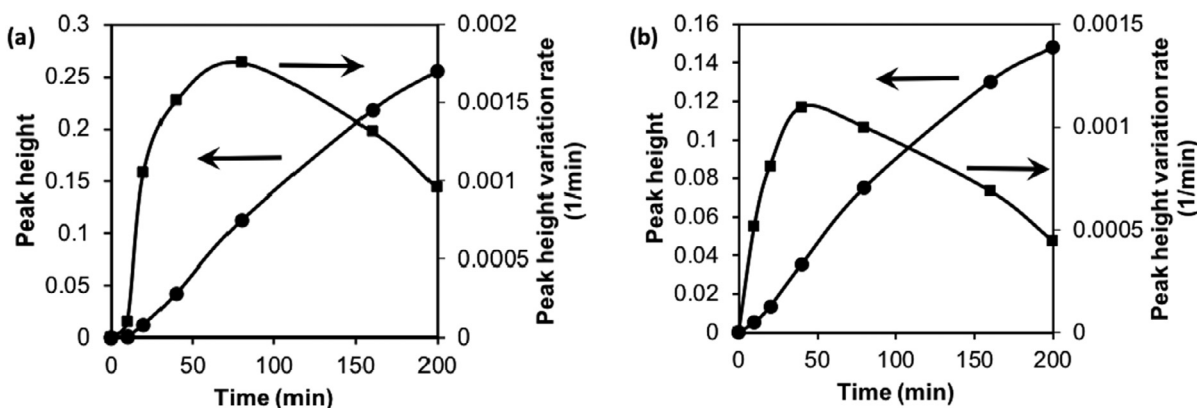 (a)
0.3
0.25
0.2
0.15
0.1
0.05
0
Peak height
0 50 100 150 200
Time (min)
0.002
0.0015
0.001
0.0005
0
Peak height variation rate
(1/min)
(b)
0.16
0.14
0.12
0.1
0.08
0.06
0.04
0.02
0
Peak height
0 50 100 150 200
Time (min)
0.0015
0.001
0.0005
0
Peak height variation rate
(1/min)